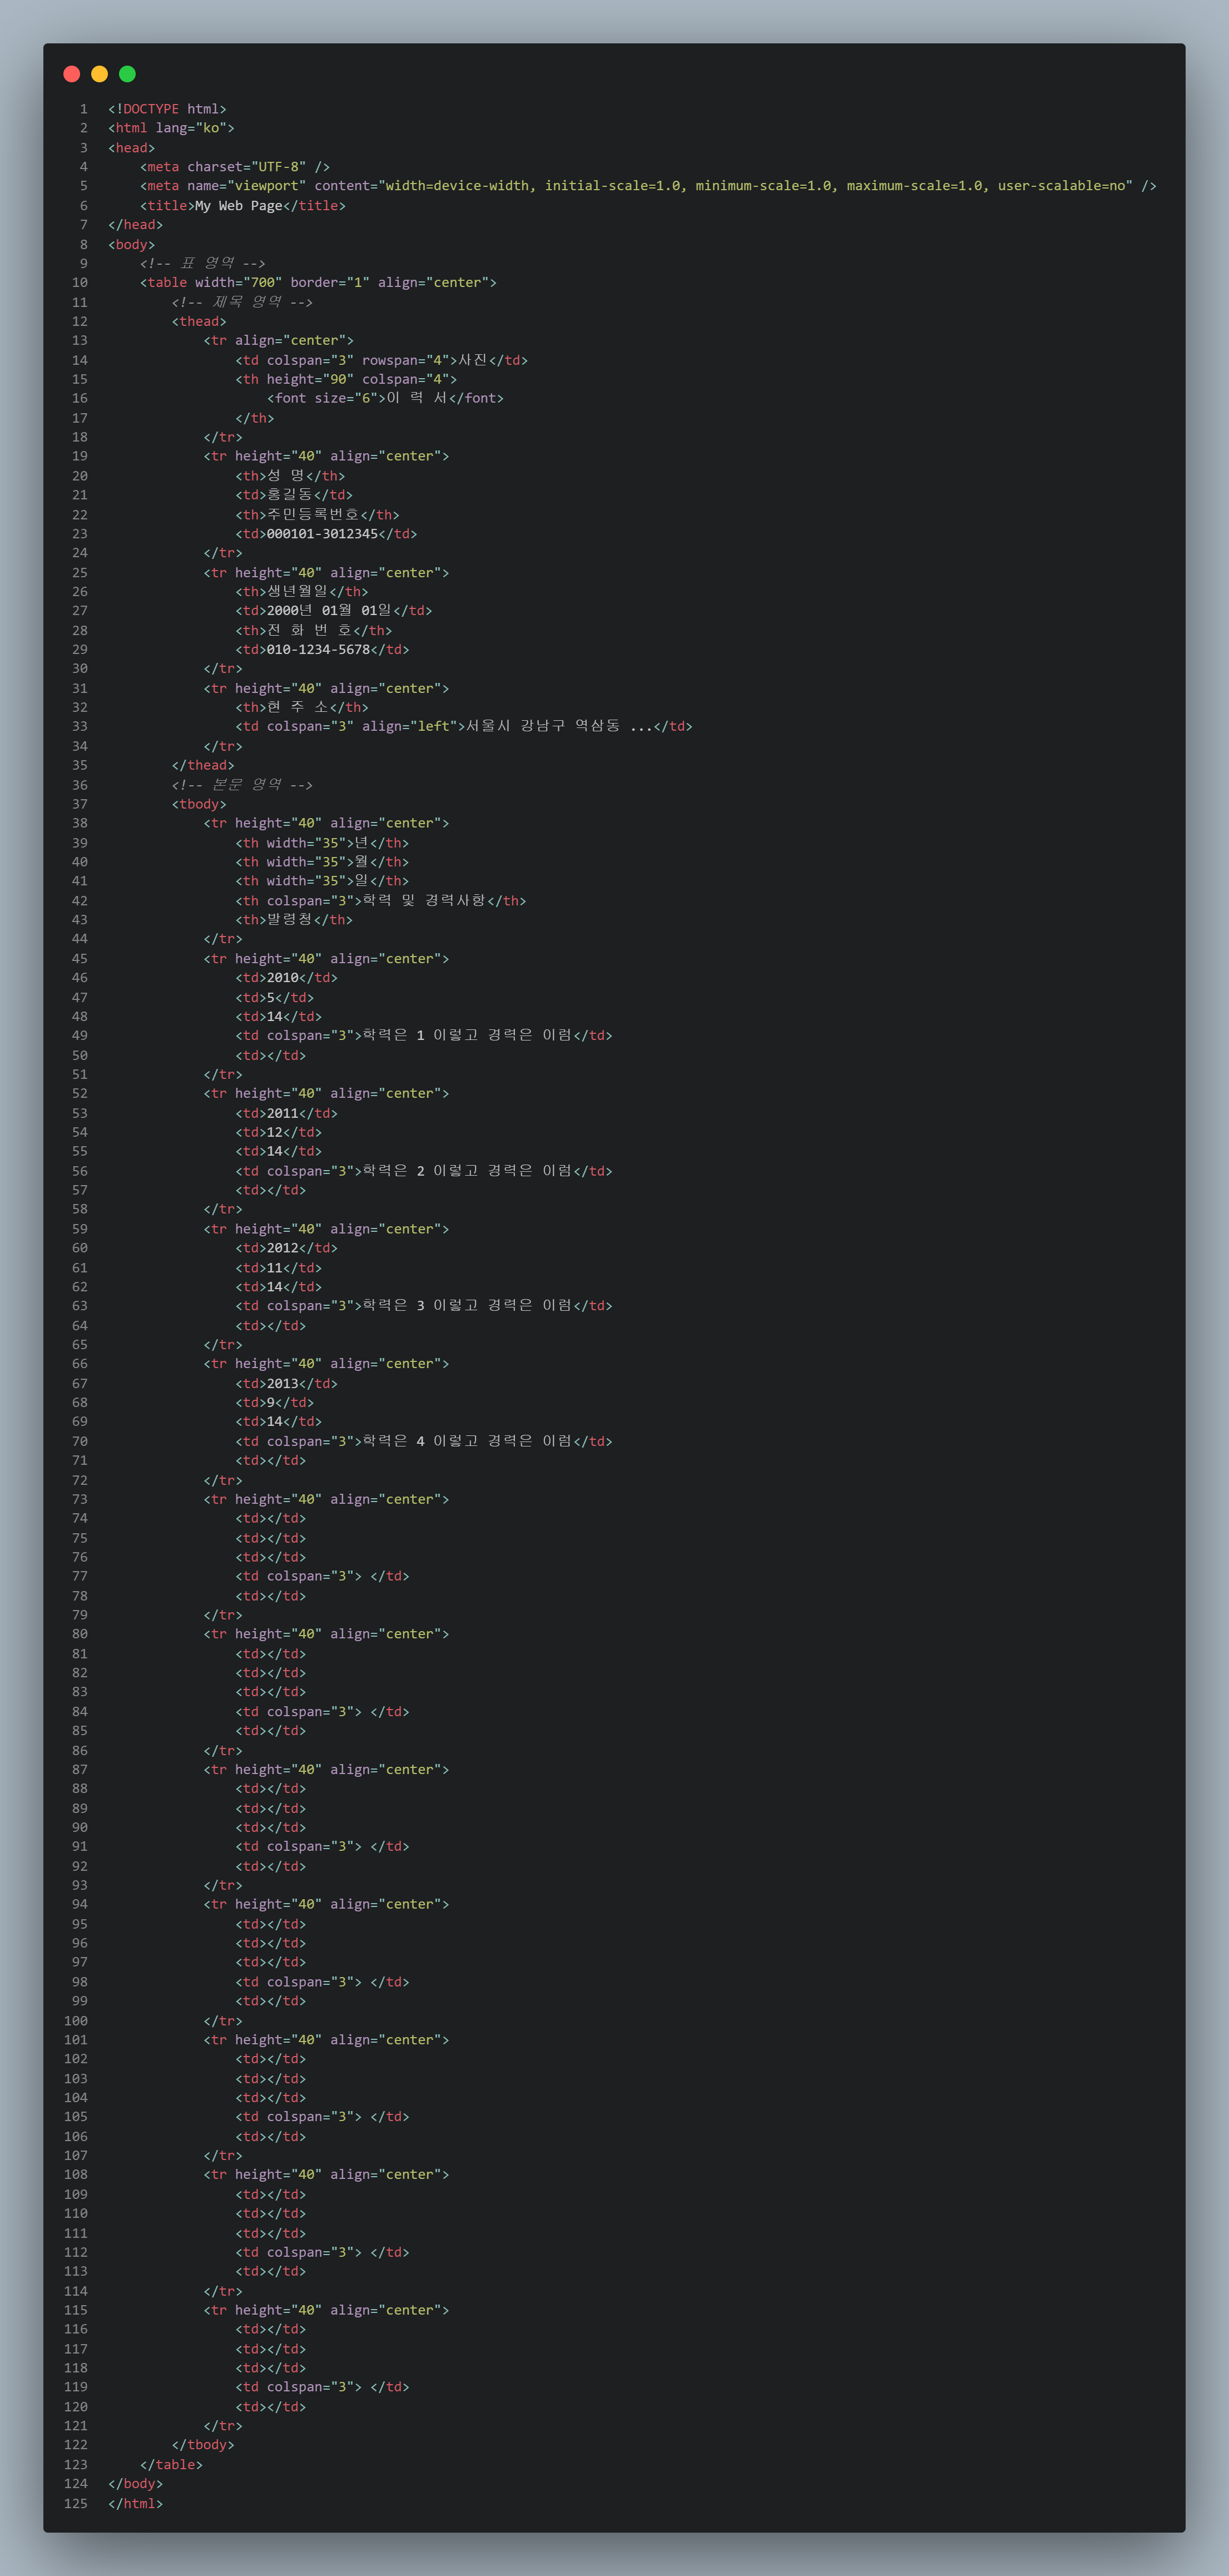 1 <!DOCTYPE html>
2 <html lang="ko">
3 <head>
4     <meta charset="UTF-8" />
5     <meta name="viewport" content="width=device-width, initial-scale=1.0, minimum-scale=1.0, maximum-scale=1.0, user-scalable=no" />
6     <title>My Web Page</title>
7 </head>
8 <body>
9     <!-- 표 영역 -->
10     <table width="700" border="1" align="center">
11         <!-- 제목 영역 -->
12         <thead>
13             <tr align="center">
14                 <td colspan="3" rowspan="4">사진</td>
15                 <th height="90" colspan="4">
16                     <font size="6">이 력 서</font>
17                 </th>
18             </tr>
19             <tr height="40" align="center">
20                 <th>성 명</th>
21                 <td>홍길동</td>
22                 <th>주민등록번호</th>
23                 <td>000101-3012345</td>
24             </tr>
25             <tr height="40" align="center">
26                 <th>생년월일</th>
27                 <td>2000년 01월 01일</td>
28                 <th>전 화 번 호</th>
29                 <td>010-1234-5678</td>
30             </tr>
31             <tr height="40" align="center">
32                 <th>현 주 소</th>
33                 <td colspan="3" align="left">서울시 강남구 역삼동 ...</td>
34             </tr>
35         </thead>
36         <!-- 본문 영역 -->
37         <tbody>
38             <tr height="40" align="center">
39                 <th width="35">년</th>
40                 <th width="35">월</th>
41                 <th width="35">일</th>
42                 <th colspan="3">학력 및 경력사항</th>
43                 <th>발령청</th>
44             </tr>
45             <tr height="40" align="center">
46                 <td>2010</td>
47                 <td>5</td>
48                 <td>14</td>
49                 <td colspan="3">학력은 1 이렇고 경력은 이럼</td>
50                 <td></td>
51             </tr>
52             <tr height="40" align="center">
53                 <td>2011</td>
54                 <td>12</td>
55                 <td>14</td>
56                 <td colspan="3">학력은 2 이렇고 경력은 이럼</td>
57                 <td></td>
58             </tr>
59             <tr height="40" align="center">
60                 <td>2012</td>
61                 <td>11</td>
62                 <td>14</td>
63                 <td colspan="3">학력은 3 이렇고 경력은 이럼</td>
64                 <td></td>
65             </tr>
66             <tr height="40" align="center">
67                 <td>2013</td>
68                 <td>9</td>
69                 <td>14</td>
70                 <td colspan="3">학력은 4 이렇고 경력은 이럼</td>
71                 <td></td>
72             </tr>
73             <tr height="40" align="center">
74                 <td></td>
75                 <td></td>
76                 <td></td>
77                 <td colspan="3"> </td>
78                 <td></td>
79             </tr>
80             <tr height="40" align="center">
81                 <td></td>
82                 <td></td>
83                 <td></td>
84                 <td colspan="3"> </td>
85                 <td></td>
86             </tr>
87             <tr height="40" align="center">
88                 <td></td>
89                 <td></td>
90                 <td></td>
91                 <td colspan="3"> </td>
92                 <td></td>
93             </tr>
94             <tr height="40" align="center">
95                 <td></td>
96                 <td></td>
97                 <td></td>
98                 <td colspan="3"> </td>
99                 <td></td>
100             </tr>
101             <tr height="40" align="center">
102                 <td></td>
103                 <td></td>
104                 <td></td>
105                 <td colspan="3"> </td>
106                 <td></td>
107             </tr>
108             <tr height="40" align="center">
109                 <td></td>
110                 <td></td>
111                 <td></td>
112                 <td colspan="3"> </td>
113                 <td></td>
114             </tr>
115             <tr height="40" align="center">
116                 <td></td>
117                 <td></td>
118                 <td></td>
119                 <td colspan="3"> </td>
120                 <td></td>
121             </tr>
122         </tbody>
123     </table>
124 </body>
125 </html>